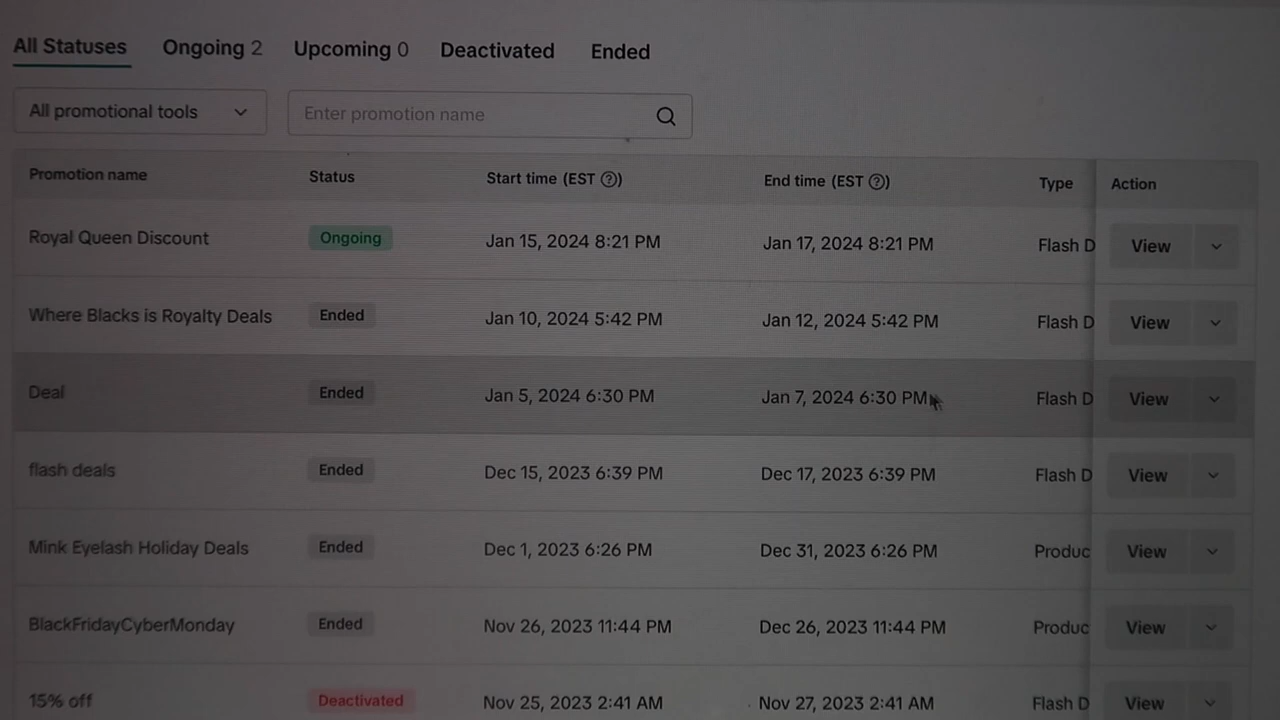 All Statuses Ongoing 2 Upcoming 0 Deactivated Ended
All promotional tools Enter promotion name
Promotion name Status Start time (EST ?) End time (EST ?) Type Action
Royal Queen Discount Ongoing Jan 15, 2024 8:21 PM Jan 17, 2024 8:21 PM Flash D View
Where Blacks is Royalty Deals Ended Jan 10, 2024 5:42 PM Jan 12, 2024 5:42 PM Flash D View
Deal Ended Jan 5, 2024 6:30 PM Jan 7, 2024 6:30 PM Flash D View
flash deals Ended Dec 15, 2023 6:39 PM Dec 17, 2023 6:39 PM Flash D View
Mink Eyelash Holiday Deals Ended Dec 1, 2023 6:26 PM Dec 31, 2023 6:26 PM Produc View
BlackFridayCyberMonday Ended Nov 26, 2023 11:44 PM Dec 26, 2023 11:44 PM Produc View
15% off Deactivated Nov 25, 2023 2:41 AM Nov 27, 2023 2:41 AM Flash D View